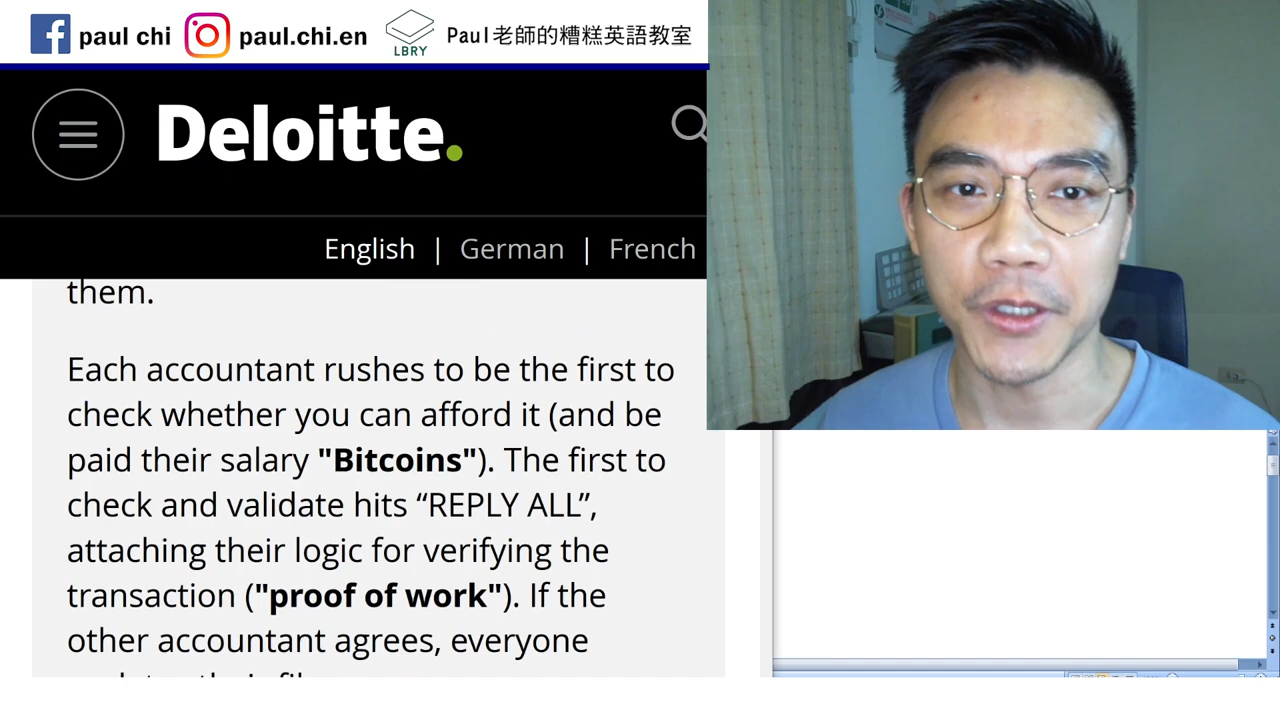 paul chi paul.chi.en LBRY Paul老師的糟糕英語教室
Deloitte.
English | German | French
them.
Each accountant rushes to be the first to
check whether you can afford it (and be
paid their salary "Bitcoins"). The first to
check and validate hits “REPLY ALL”,
attaching their logic for verifying the
transaction ("proof of work"). If the
other accountant agrees, everyone